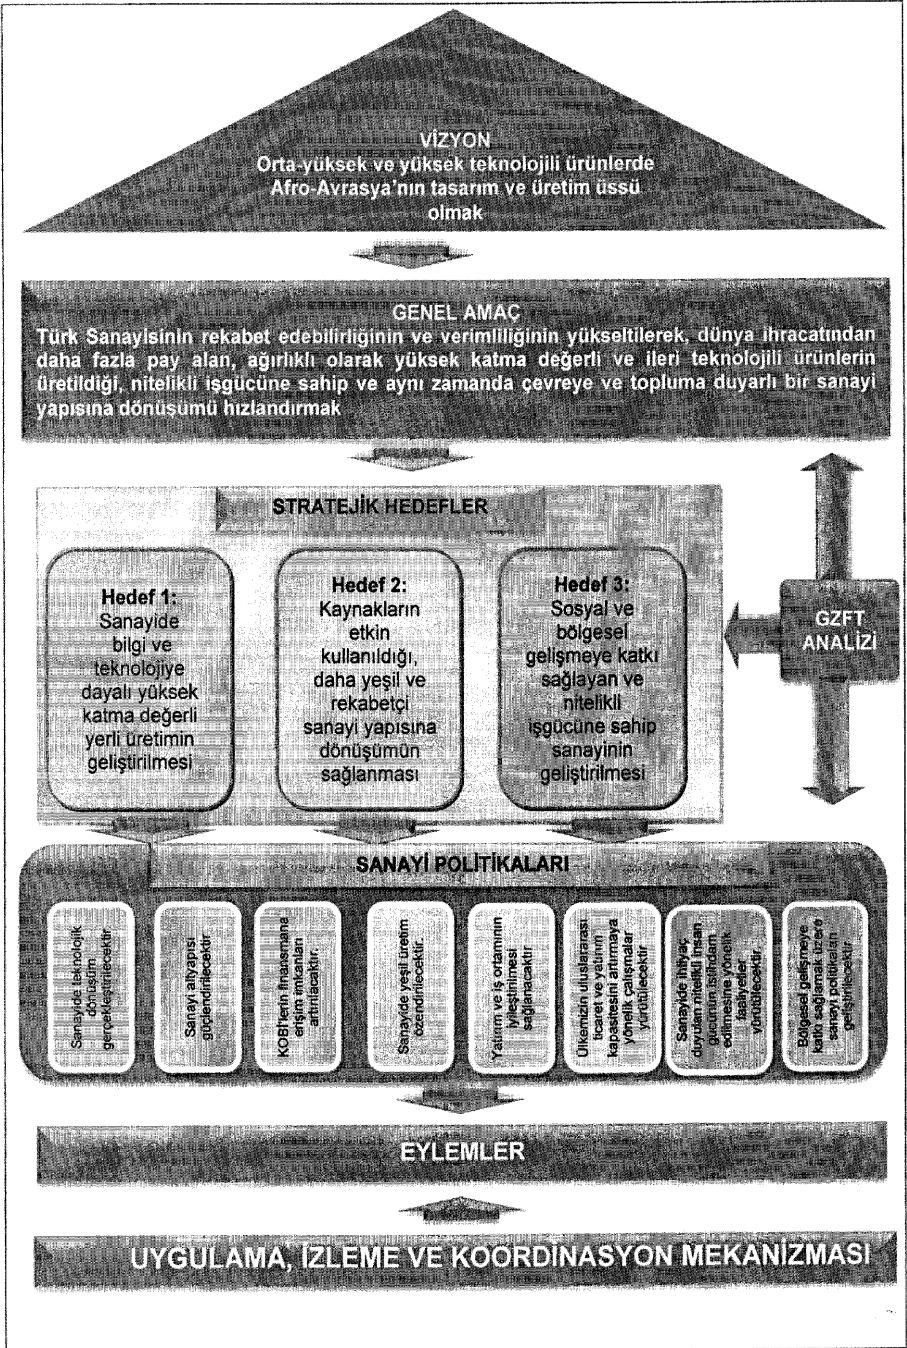 VİZYON
Orta-yüksek ve yüksek teknolojili ürünlerde
Afro-Avrasya'nın tasarım ve üretim üssü
olmak
GENEL AMAÇ
Türk Sanayisinin rekabet edebilirliğinin ve verimliliğinin yükseltilerek, dünya ihracatından
daha fazla pay alan, ağırlıklı olarak yüksek katma değerli ve ileri teknolojili ürünlerin
üretildiği, nitelikli işgücüne sahip ve aynı zamanda çevreye ve topluma duyarlı bir sanayi
yapısına dönüşümü hızlandırmak
STRATEJİK HEDEFLER
Hedef 1:
Sanayide
bilgi ve
teknolojiye
dayalı yüksek
katma değerli
yerli üretimin
geliştirilmesi
Hedef 2:
Kaynakların
etkin
kullanıldığı,
daha yeşil ve
rekabetçi
sanayi yapısına
dönüşümün
sağlanması
Hedef 3:
Sosyal ve
bölgesel
gelişmeye katkı
sağlayan ve
nitelikli
işgücüne sahip
sanayinin
geliştirilmesi
GZFT
ANALİZİ
SANAYİ POLİTİKALARI
Sanayide teknolojik
dönüşüm
gerçekleştirilecektir
Sanayi altyapısı
güçlendirilecektir
KOBİ'lerin finansmana
erişim imkanları
artırılacaktır.
Sanayide yeşil üretim
özendirilecektir.
Yatırım ve iş ortamının
iyileştirilmesi
sağlanacaktır
Ülkemizin uluslararası
ticaret ve yatırım
kapasitesini artırmaya
yönelik çalışmalar
yürütülecektir
Sanayide ihtiyaç
duyulan nitelikli insan
gücünün istihdam
edilmesine yönelik
faaliyetler
yürütülecektir.
Bölgesel gelişmeye
katkı sağlamak üzere
sanayi politikaları
geliştirilecektir
EYLEMLER
UYGULAMA, İZLEME VE KOORDİNASYON MEKANİZMASI